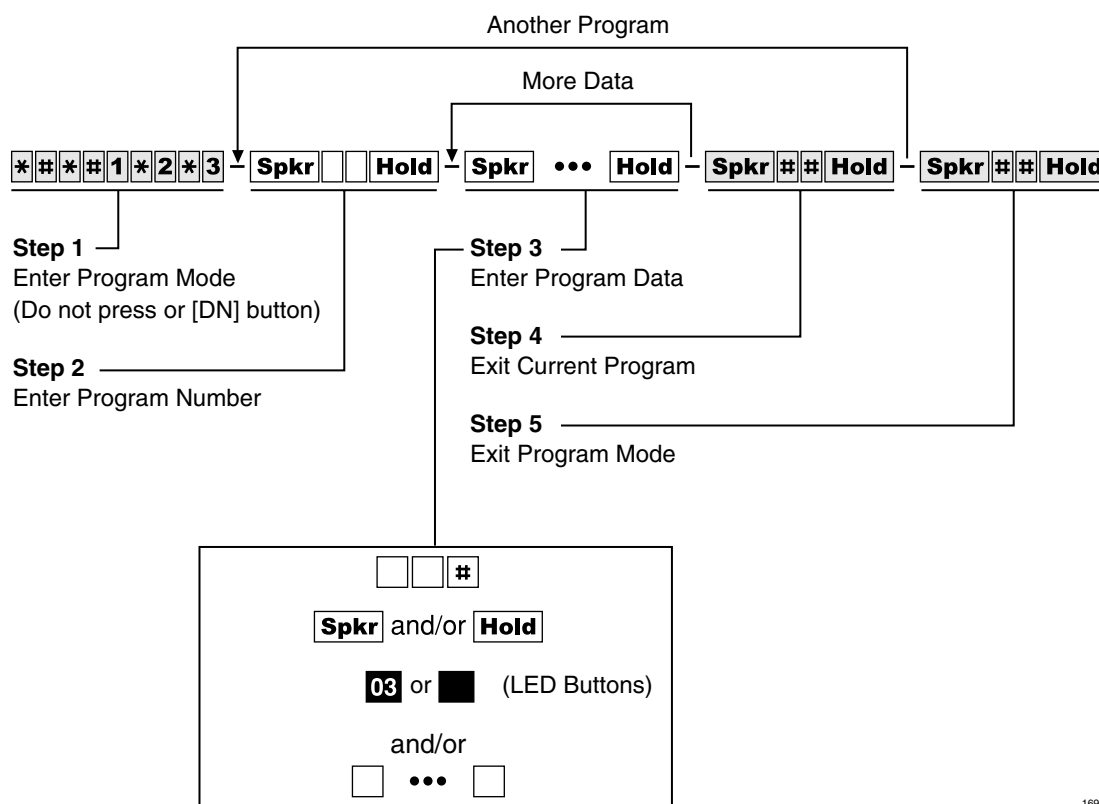 Another Program
More Data
*#*#1*2*3 – Spkr Hold – Spkr ••• Hold – Spkr ## Hold – Spkr ## Hold
Step 1
Enter Program Mode
(Do not press or [DN] button)
Step 2
Enter Program Number
Step 3
Enter Program Data
Step 4
Exit Current Program
Step 5
Exit Program Mode
#
Spkr and/or Hold
03 or (LED Buttons)
and/or
•••
169